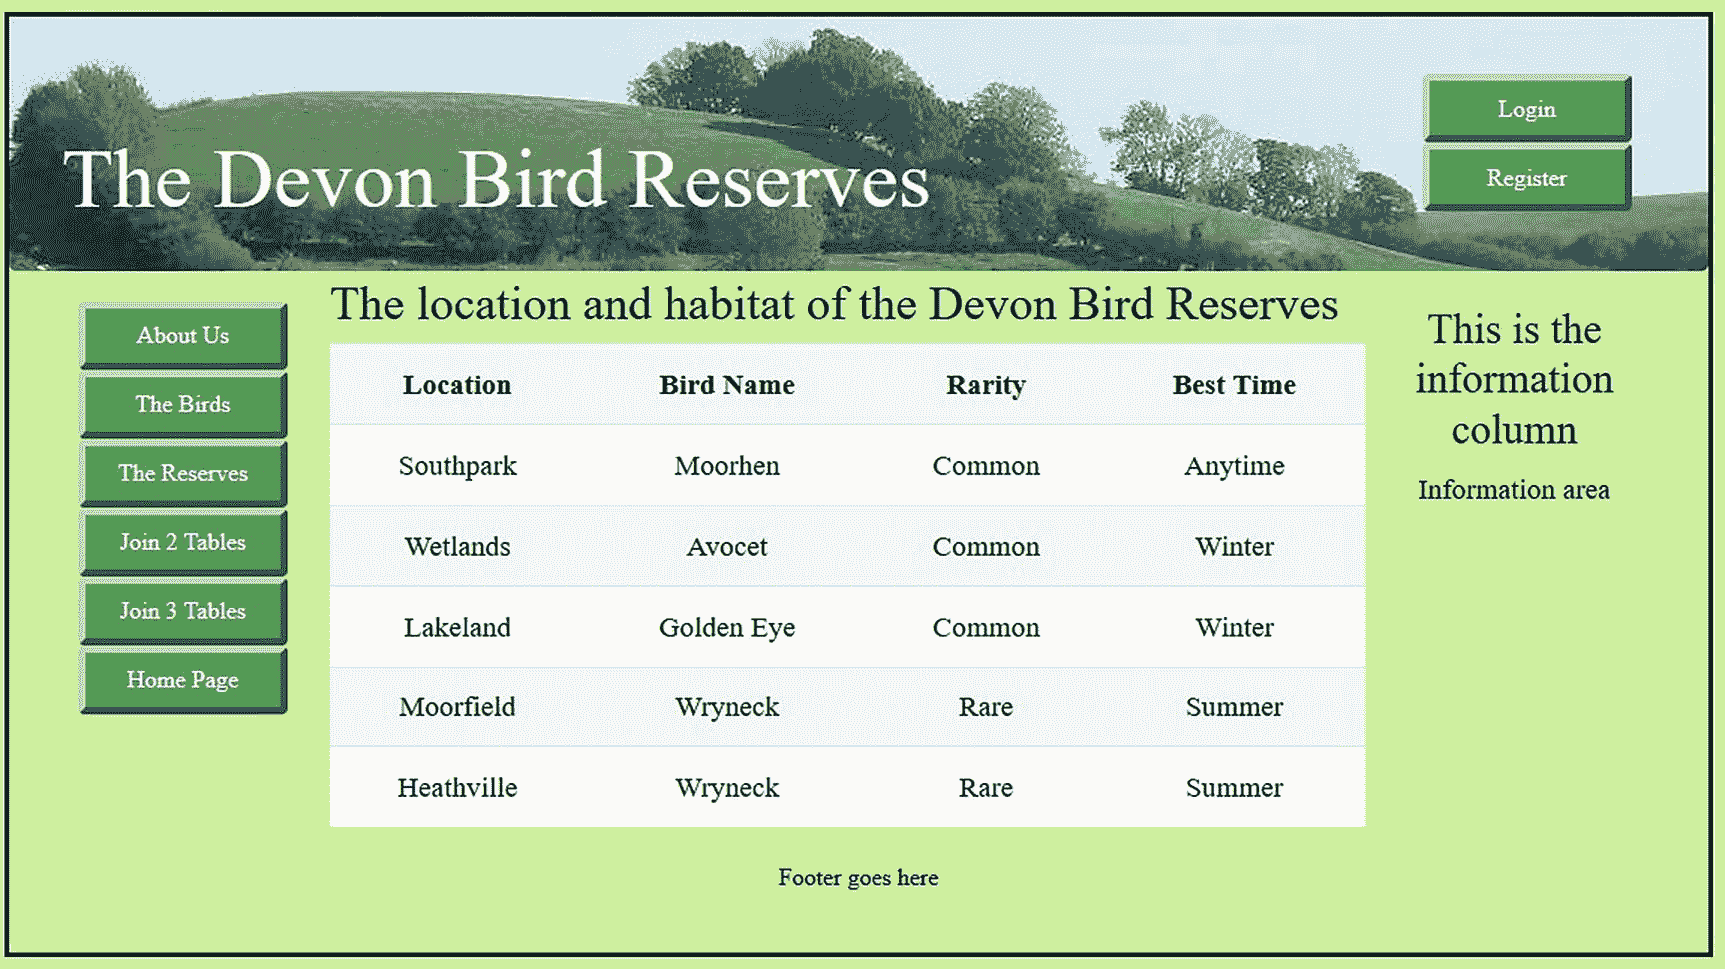 The Devon Bird Reserves
Login
Register
About Us
The Birds
The Reserves
Join 2 Tables
Join 3 Tables
Home Page
The location and habitat of the Devon Bird Reserves
Location Bird Name Rarity Best Time
Southpark Moorhen Common Anytime
Wetlands Avocet Common Winter
Lakeland Golden Eye Common Winter
Moorfield Wryneck Rare Summer
Heathville Wryneck Rare Summer
This is the
information
column
Information area
Footer goes here